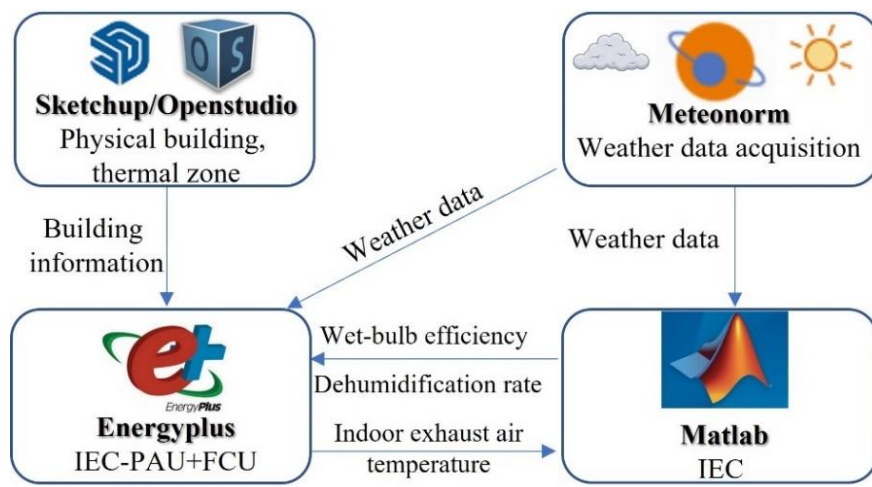 O S
Sketchup/Openstudio
Physical building,
thermal zone
Meteonorm
Weather data acquisition
Building
information
Weather data
Weather data
e+
EnergyPlus
Energyplus
IEC-PAU+FCU
Wet-bulb efficiency
Dehumidification rate
Indoor exhaust air
temperature
Matlab
IEC